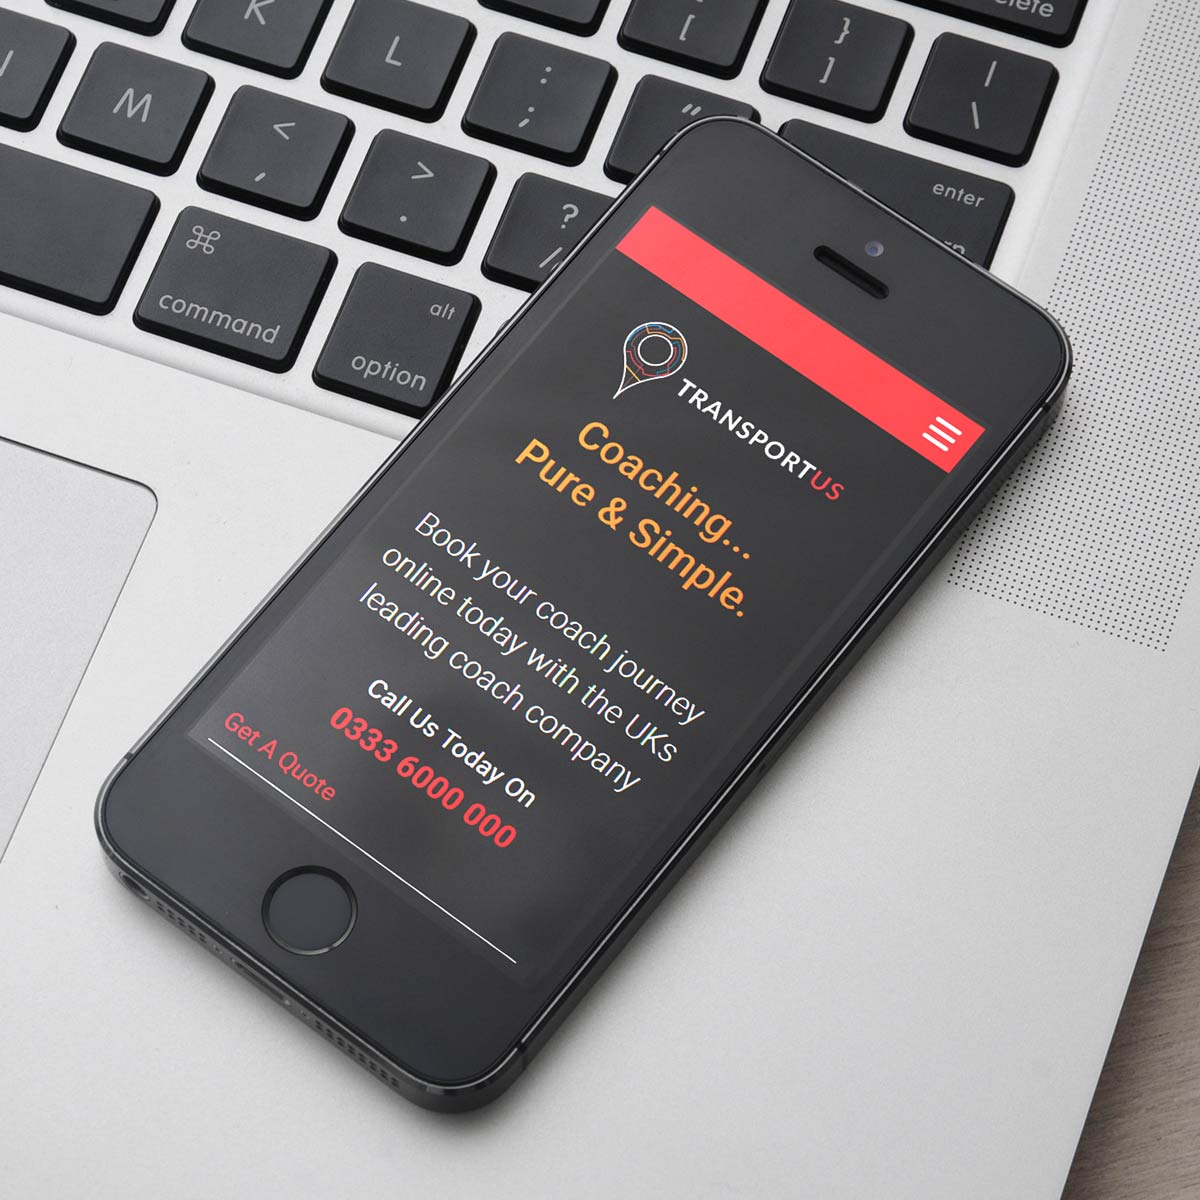 delete
K
L
:
;
{
[
}
]
|
\
M
<
,
>
.
?
/
"
enter
⌘
command
alt
option
TRANSPORTUS
Coaching...
Pure & Simple.
Book your coach journey
online today with the UKs
leading coach company
Call Us Today On
0333 6000 000
Get A Quote